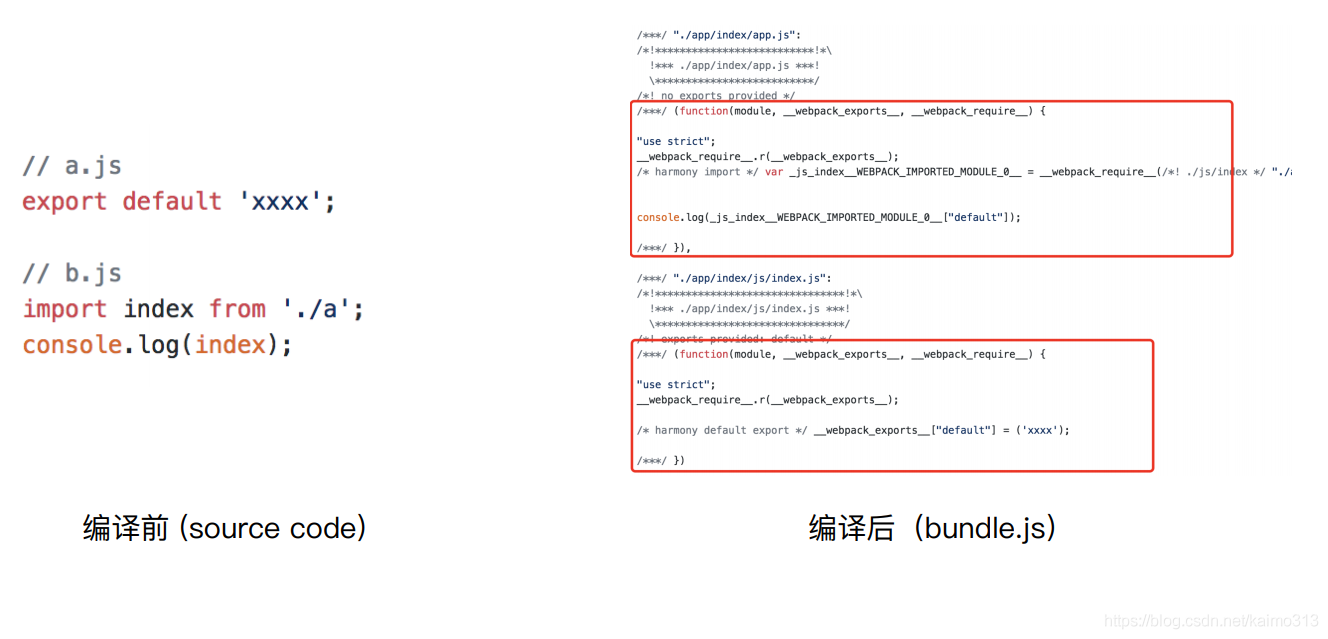 // a.js
export default 'xxxx';
// b.js
import index from './a';
console.log(index);
编译前 (source code)
/***/ "./app/index/app.js":
/*!**************************!*\
!*** ./app/index/app.js ***!
\**************************/
/*! no exports provided */
/***/ (function(module, __webpack_exports__, __webpack_require__) {
"use strict";
__webpack_require__.r(__webpack_exports__);
/* harmony import */ var _js_index__WEBPACK_IMPORTED_MODULE_0__ = __webpack_require__(/*! ./js/index */ "./
console.log(_js_index__WEBPACK_IMPORTED_MODULE_0__["default"]);
/***/ }),
/***/ "./app/index/js/index.js":
/*!*******************************!*\
!*** ./app/index/js/index.js ***!
\*******************************/
/*! exports provided: default */
/***/ (function(module, __webpack_exports__, __webpack_require__) {
"use strict";
__webpack_require__.r(__webpack_exports__);
/* harmony default export */ __webpack_exports__["default"] = ('xxxx');
/***/ })
编译后（bundle.js）
https://blog.csdn.net/kaimo313